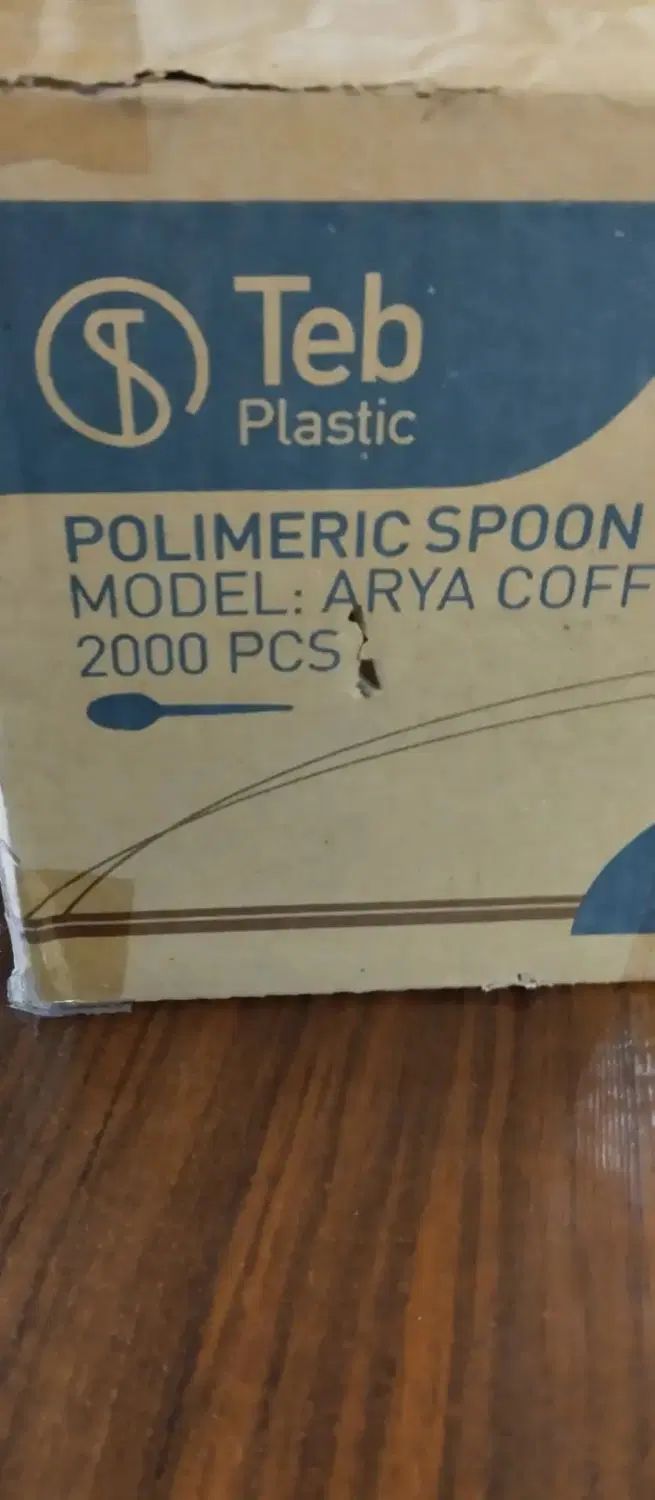 Teb
Plastic
POLIMERIC SPOON
MODEL: ARYA COFF
2000 PCS